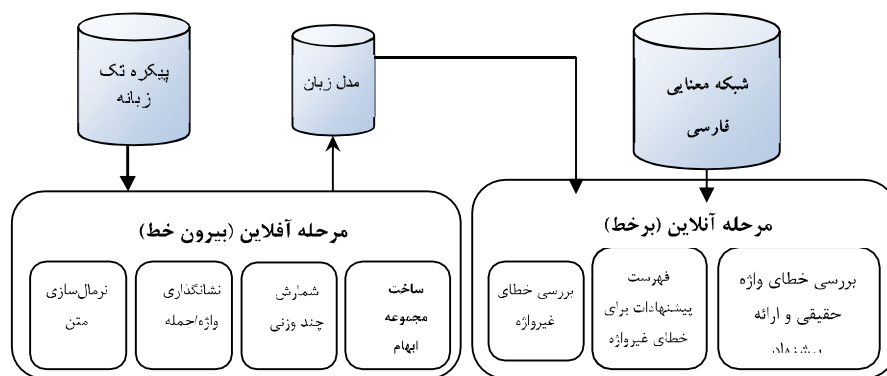 پیکره تک
زبانه
مدل زبان
شبکه معنایی
فارسی
مرحله آفلاین (بیرون خط)
نرمال‌سازی
متن
نشانگذاری
واژه/جمله
شمارش
چند وزنی
ساخت
مجموعه
ابهام
مرحله آنلاین (برخط)
بررسی خطای
غیرواژه
فهرست
پیشنهادات برای
خطای غیرواژه
بررسی خطای واژه
حقیقی و ارائه
پیشنهاد